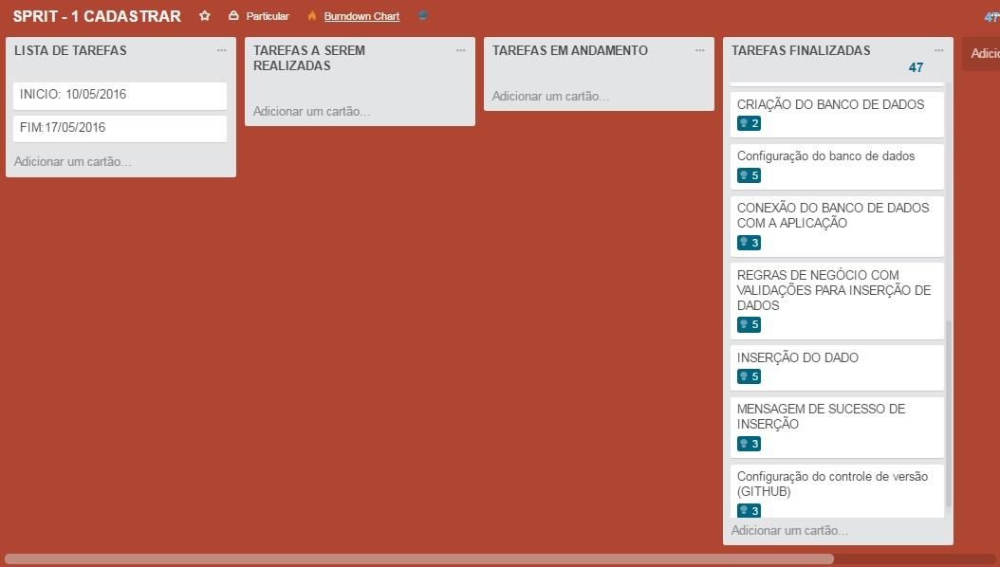 SPRIT - 1 CADASTRAR Particular Burndown Chart 47
LISTA DE TAREFAS
INICIO: 10/05/2016
FIM:17/05/2016
Adicionar um cartão...
TAREFAS A SEREM
REALIZADAS
Adicionar um cartão...
TAREFAS EM ANDAMENTO
Adicionar um cartão...
TAREFAS FINALIZADAS
47
CRIAÇÃO DO BANCO DE DADOS
2
Configuração do banco de dados
5
CONEXÃO DO BANCO DE DADOS
COM A APLICAÇÃO
3
REGRAS DE NEGÓCIO COM
VALIDAÇÕES PARA INSERÇÃO DE
DADOS
5
INSERÇÃO DO DADO
5
MENSAGEM DE SUCESSO DE
INSERÇÃO
3
Configuração do controle de versão
(GITHUB)
3
Adicionar um cartão...
Adicio